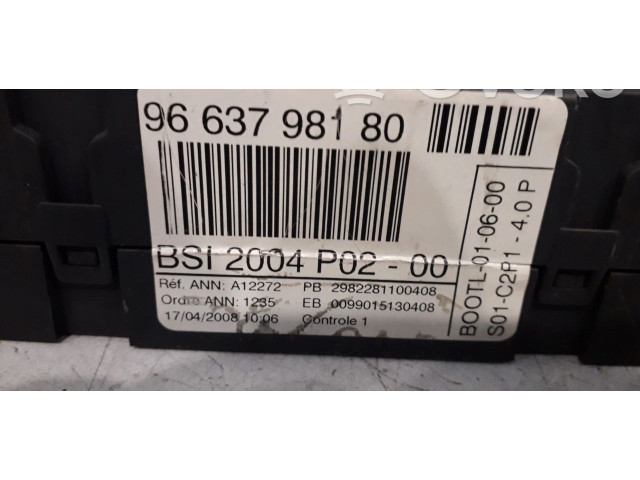 96 637 981 80
BSI 2004 P02 - 00
Réf. ANN: A12272 PB 2982281100408
Ordre ANN: 1235 EB 0099015130408
17/04/2008 10:06 Controle 1
BOOTL-01-06-00
S01-C2P1 - 4.0 P